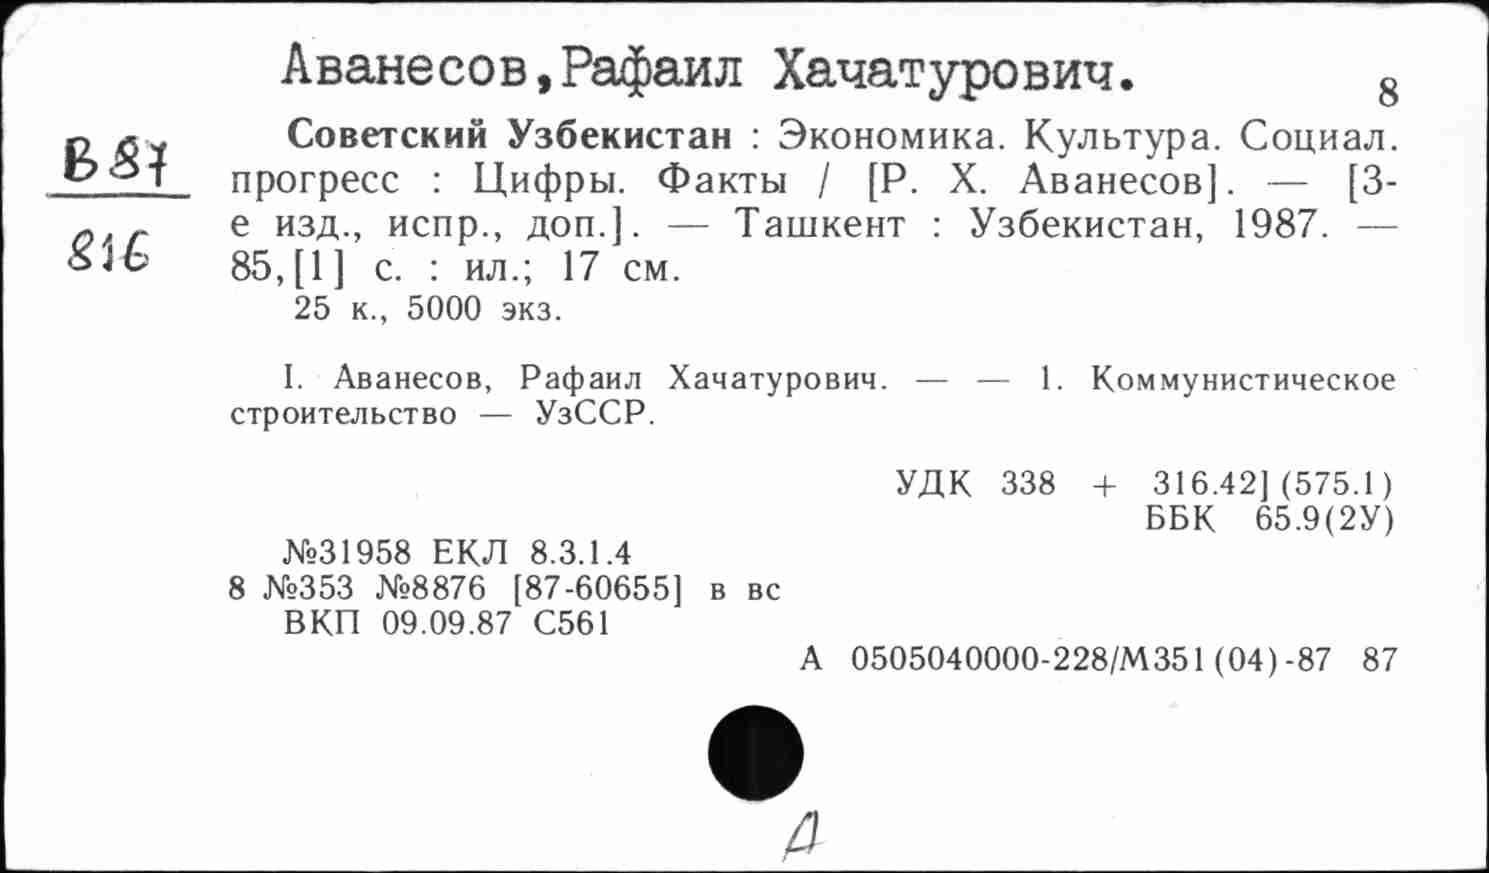 Аванесов,Рафаил Хачатурович.
8
В 87
816
Советский Узбекистан : Экономика. Культура. Социал.
прогресс : Цифры. Факты / [Р. Х. Аванесов]. — [3-
е изд., испр., доп.]. — Ташкент : Узбекистан, 1987. —
85,[1] с. : ил.; 17 см.
25 к., 5000 экз.
I. Аванесов, Рафаил Хачатурович. — — 1. Коммунистическое
строительство — УзССР.
УДК 338 + 316.42](575.1)
ББК 65.9(2У)
№31958 ЕКЛ 8.3.1.4
8 №353 №8876 [87-60655] в вс
ВКП 09.09.87 С561
А 0505040000-228/М351(04)-87 87
А